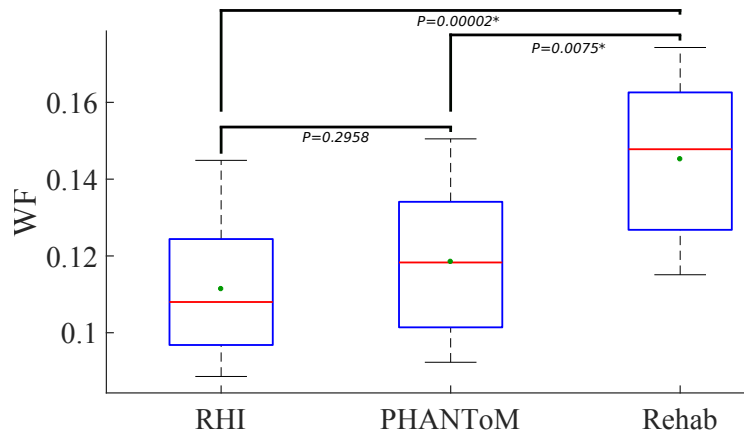 P=0.00002*
P=0.0075*
P=0.2958
0.16
0.14
0.12
0.1
WF
RHI PHANToM Rehab